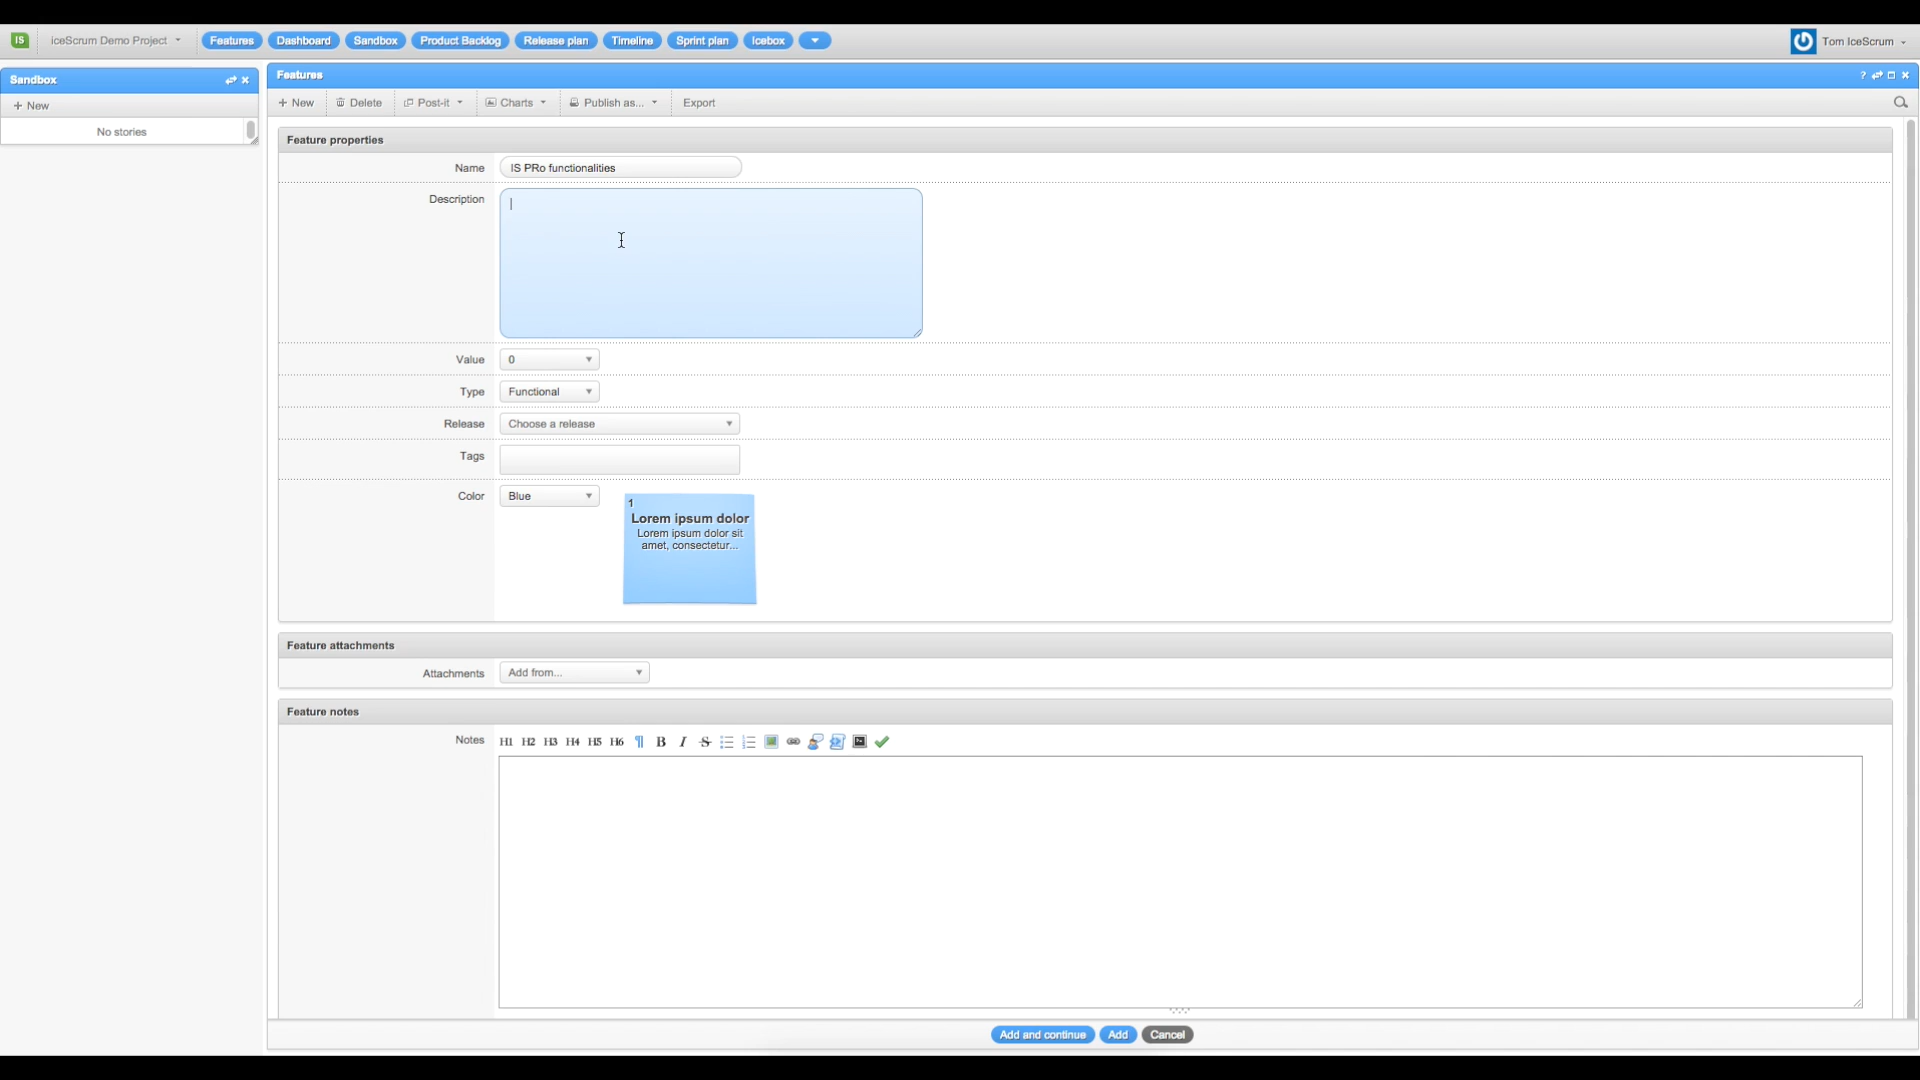 IS iceScrum Demo Project Features Dashboard Sandbox Product Backlog Release plan Timeline Sprint plan Icebox Tom IceScrum
Sandbox
+ New
No stories
Features ?
+ New Delete Post-it Charts Publish as... Export
Feature properties
Name IS PRo functionalities
Description
Value 0
Type Functional
Release Choose a release
Tags
Color Blue
1
Lorem ipsum dolor
Lorem ipsum dolor sit
amet, consectetur...
Feature attachments
Attachments Add from...
Feature notes
Notes H1 H2 H3 H4 H5 H6 ¶ B I S
Add and continue Add Cancel